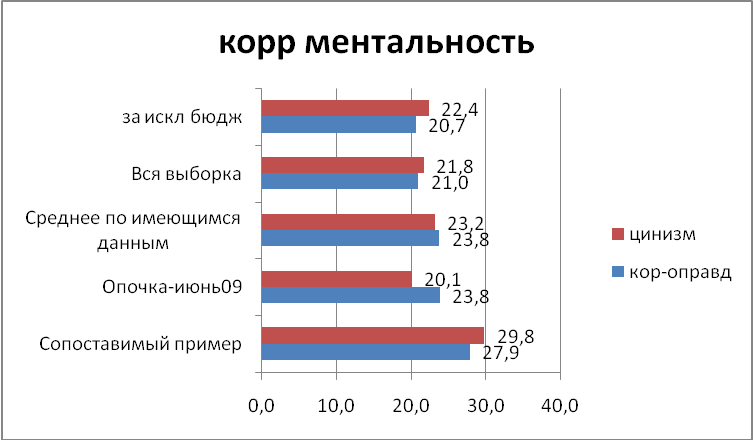 корр ментальность
за искл бюдж
22,4
20,7
Вся выборка
21,8
21,0
Среднее по имеющимся
данным
23,2
23,8
Опочка-июнь09
20,1
23,8
Сопоставимый пример
29,8
27,9
0,0 10,0 20,0 30,0 40,0
цинизм
кор-оправд